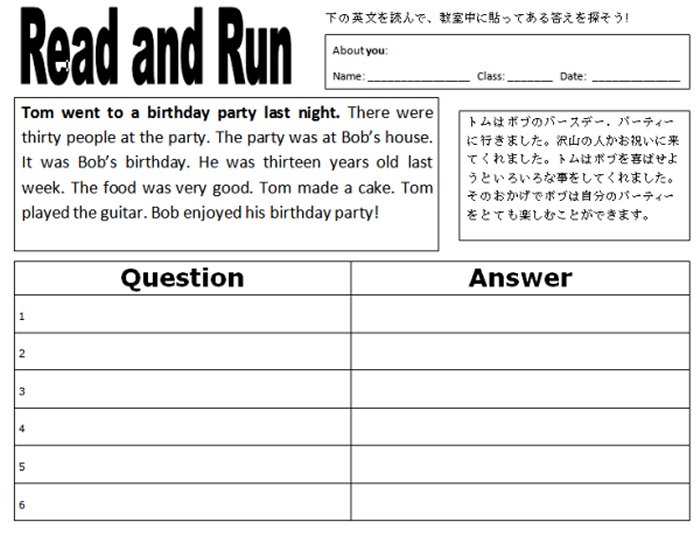 Read and Run
下の英文を読んで、教室中に貼ってある答えを探そう!
About you:
Name: ________________ Class: _______ Date: ______________
Tom went to a birthday party last night. There were
thirty people at the party. The party was at Bob's house.
It was Bob's birthday. He was thirteen years old last
week. The food was very good. Tom made a cake. Tom
played the guitar. Bob enjoyed his birthday party!
トムはボブのバースデー．パーティー
に行きました。沢山の人がお祝いに来
てくれました。トムはボブを喜ばせよ
うといろいろな事をしてくれました。
そのおかげでボブは自分のパーティー
をとても楽しむことができます。
Question Answer
1
2
3
4
5
6